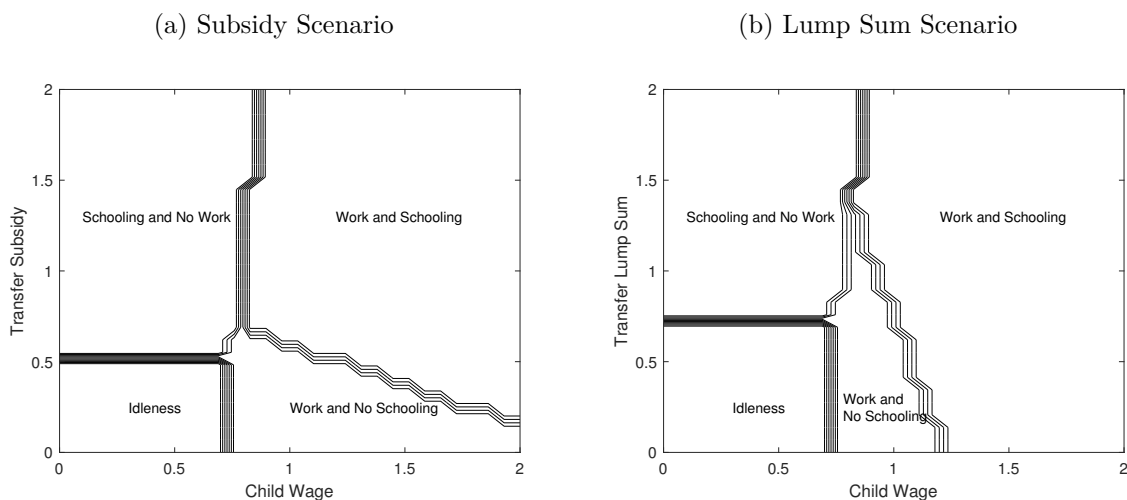 (a) Subsidy Scenario
Transfer Subsidy
2
1.5
1
0.5
0
Schooling and No Work
Work and Schooling
Idleness
Work and No Schooling
0
0.5
1
1.5
2
Child Wage
(b) Lump Sum Scenario
Transfer Lump Sum
2
1.5
1
0.5
0
Schooling and No Work
Work and Schooling
Idleness
Work and
No Schooling
0
0.5
1
1.5
2
Child Wage